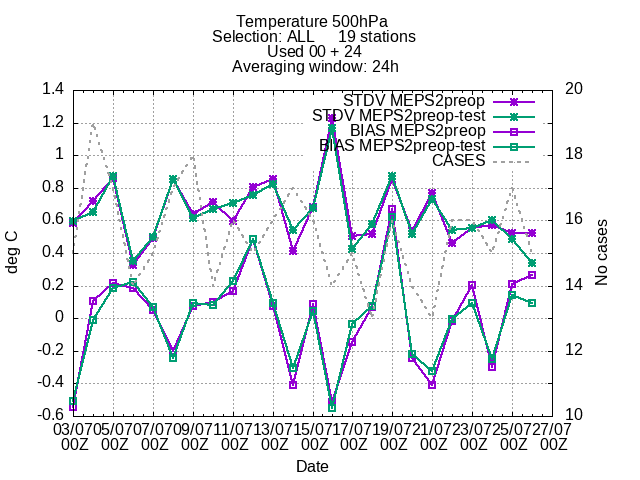 Temperature 500hPa
Selection: ALL 19 stations
Used 00 + 24
Averaging window: 24h
STDV MEPS2preop
STDV MEPS2preop-test
BIAS MEPS2preop
BIAS MEPS2preop-test
CASES
deg C
1.4
1.2
1
0.8
0.6
0.4
0.2
0
-0.2
-0.4
-0.6
No cases
20
18
16
14
12
10
03/07 05/07 07/07 09/07 11/07 13/07 15/07 17/07 19/07 21/07 23/07 25/07 27/07
00Z 00Z 00Z 00Z 00Z 00Z 00Z 00Z 00Z 00Z 00Z 00Z 00Z
Date